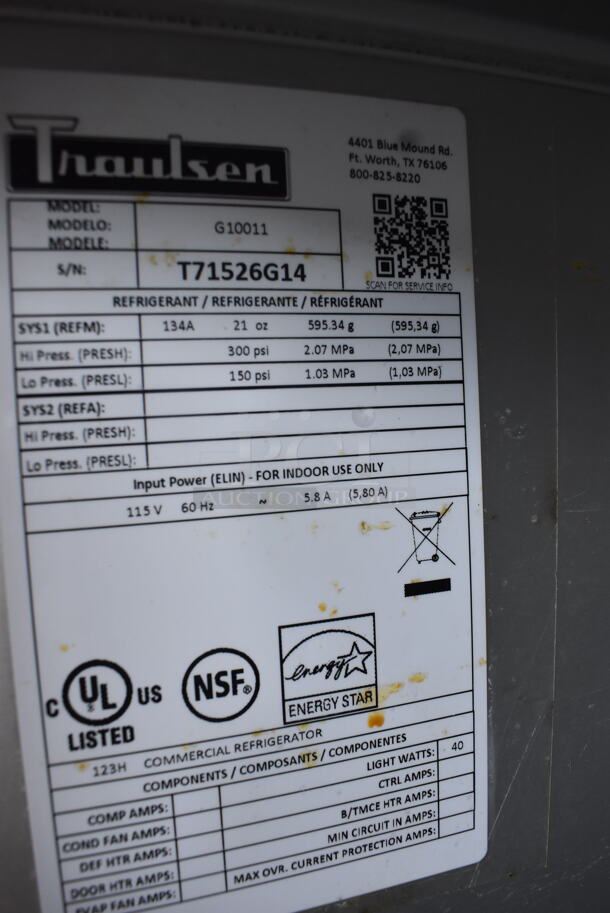 Traulsen
4401 Blue Mound Rd.
Ft. Worth, TX 76106
800-825-8220
MODEL:
MODELO:
MODELE:
G10011
S/N:
T71526G14
SCAN FOR SERVICE INFO
REFRIGERANT / REFRIGERANTE / RÉFRIGÉRANT
SYS1 (REFM): 134A 21 oz 595.34 g (595,34 g)
Hi Press. (PRESH): 300 psi 2.07 MPa (2,07 MPa)
Lo Press. (PRESL): 150 psi 1.03 MPa (1,03 MPa)
SYS2 (REFA):
Hi Press. (PRESH):
Lo Press. (PRESL):
Input Power (ELIN) - FOR INDOOR USE ONLY
115 V 60 Hz ~ 5.8 A (5,80 A)
PCI
AUCTION GROUP
C UL US
LISTED
NSF®
energy
ENERGY STAR
123H COMMERCIAL REFRIGERATOR
COMPONENTS / COMPOSANTS / COMPONENTES
COMP AMPS: LIGHT WATTS: 40
COND FAN AMPS: CTRL AMPS:
DEF HTR AMPS: B/TMCE HTR AMPS:
DOOR HTR AMPS: MIN CIRCUIT IN AMPS:
EVAP FAN AMPS: MAX OVR. CURRENT PROTECTION AMPS: